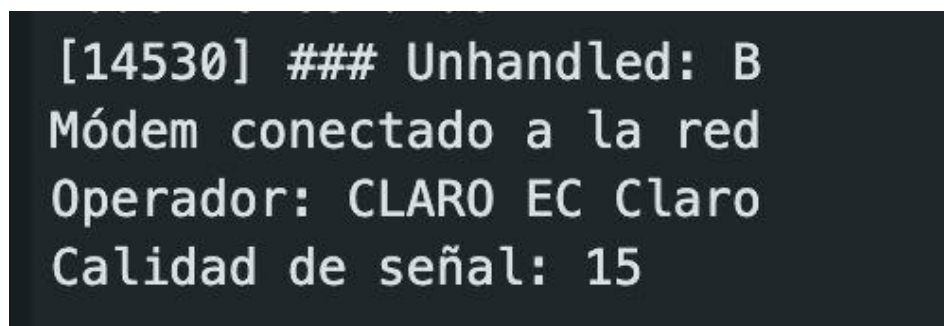 [14530] ### Unhandled: B
Módem conectado a la red
Operador: CLARO EC Claro
Calidad de señal: 15